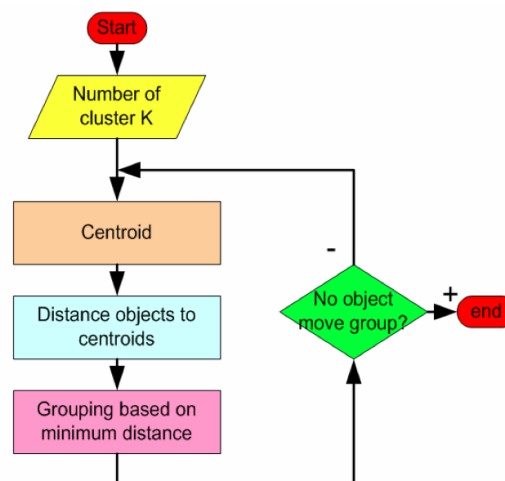 Start
Number of
cluster K
Centroid
Distance objects to
centroids
Grouping based on
minimum distance
-
No object
move group?
+
end